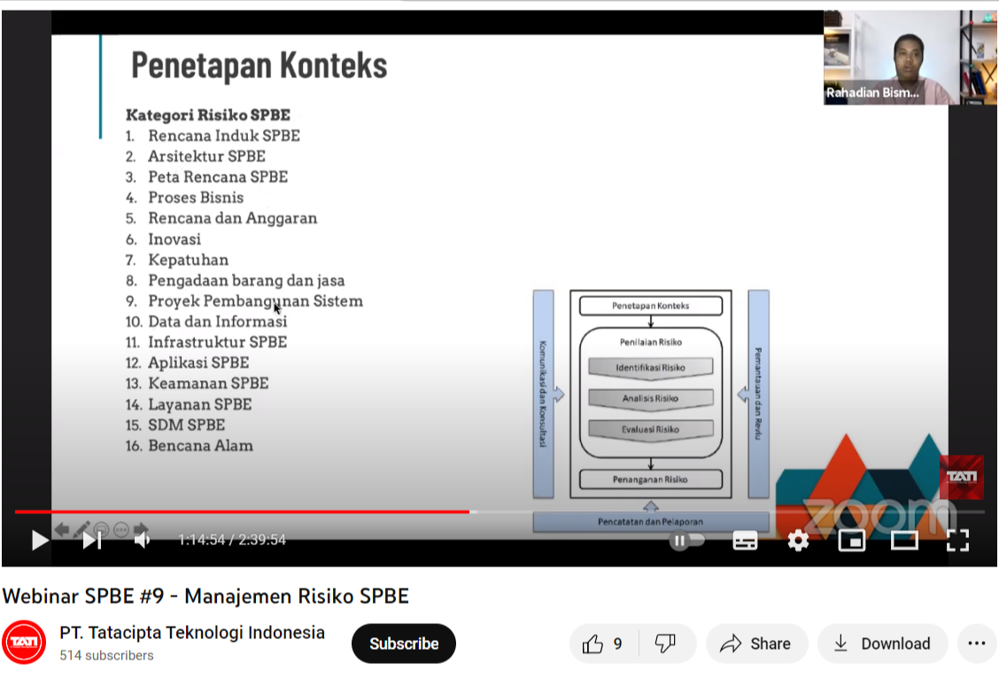 Penetapan Konteks
Rahadian Bism...
Kategori Risiko SPBE
1. Rencana Induk SPBE
2. Arsitektur SPBE
3. Peta Rencana SPBE
4. Proses Bisnis
5. Rencana dan Anggaran
6. Inovasi
7. Kepatuhan
8. Pengadaan barang dan jasa
9. Proyek Pembangunan Sistem
10. Data dan Informasi
11. Infrastruktur SPBE
12. Aplikasi SPBE
13. Keamanan SPBE
14. Layanan SPBE
15. SDM SPBE
16. Bencana Alam
Komunikasi dan Konsultasi
Penetapan Konteks
Penilaian Risiko
Identifikasi Risiko
Analisis Risiko
Evaluasi Risiko
Penanganan Risiko
Pemantauan dan Reviu
Pencatatan dan Pelaporan
TATI
zoom
1:14:54 / 2:39:54
Webinar SPBE #9 - Manajemen Risiko SPBE
TATI
PT. Tatacipta Teknologi Indonesia
514 subscribers
Subscribe
9
Share
Download